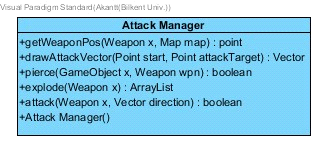 Visual Paradigm Standard(Akantt(Bilkent Univ.))
Attack Manager
+getWeaponPos(Weapon x, Map map) : point
+drawAttackVector(Point start, Point attackTarget) : Vector
+pierce(GameObject x, Weapon wpn) : boolean
+explode(Weapon x) : ArrayList
+attack(Weapon x, Vector direction) : boolean
+Attack Manager()